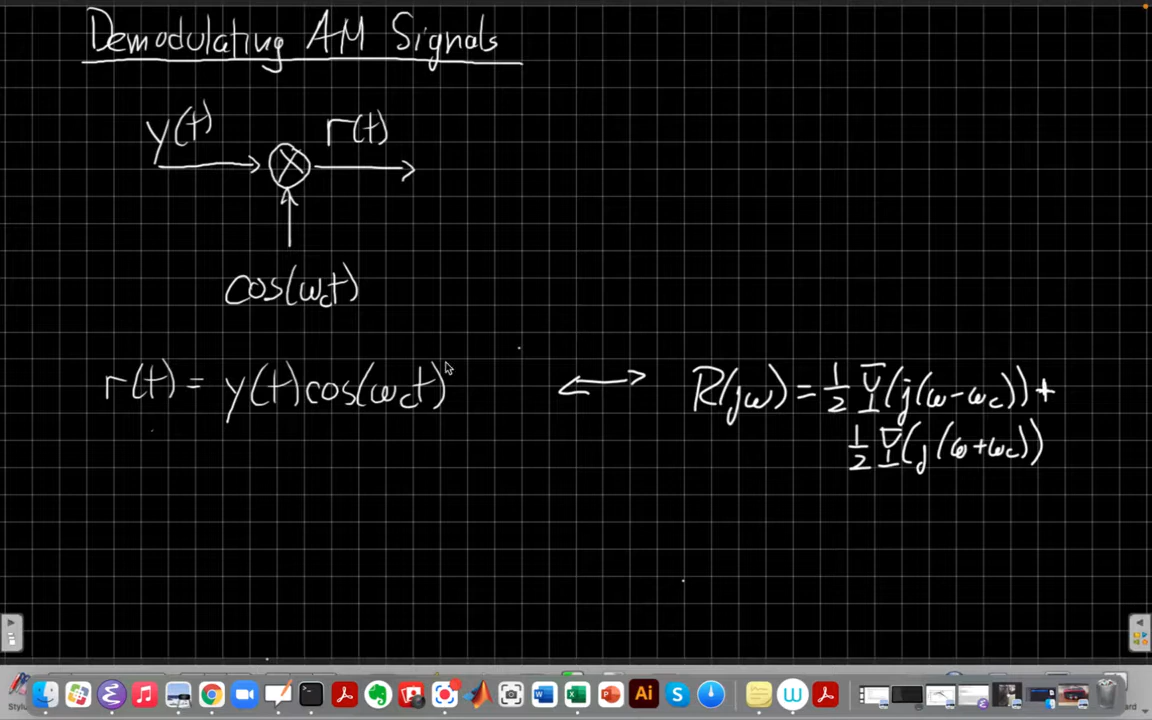 Demodulating AM Signals
y(t) r(t)
cos(ω_c t)
r(t) = y(t)cos(ω_c t) ⟷ R(jω) = 1/2 Y(j(ω-ω_c)) +
1/2 Y(j(ω+ω_c))